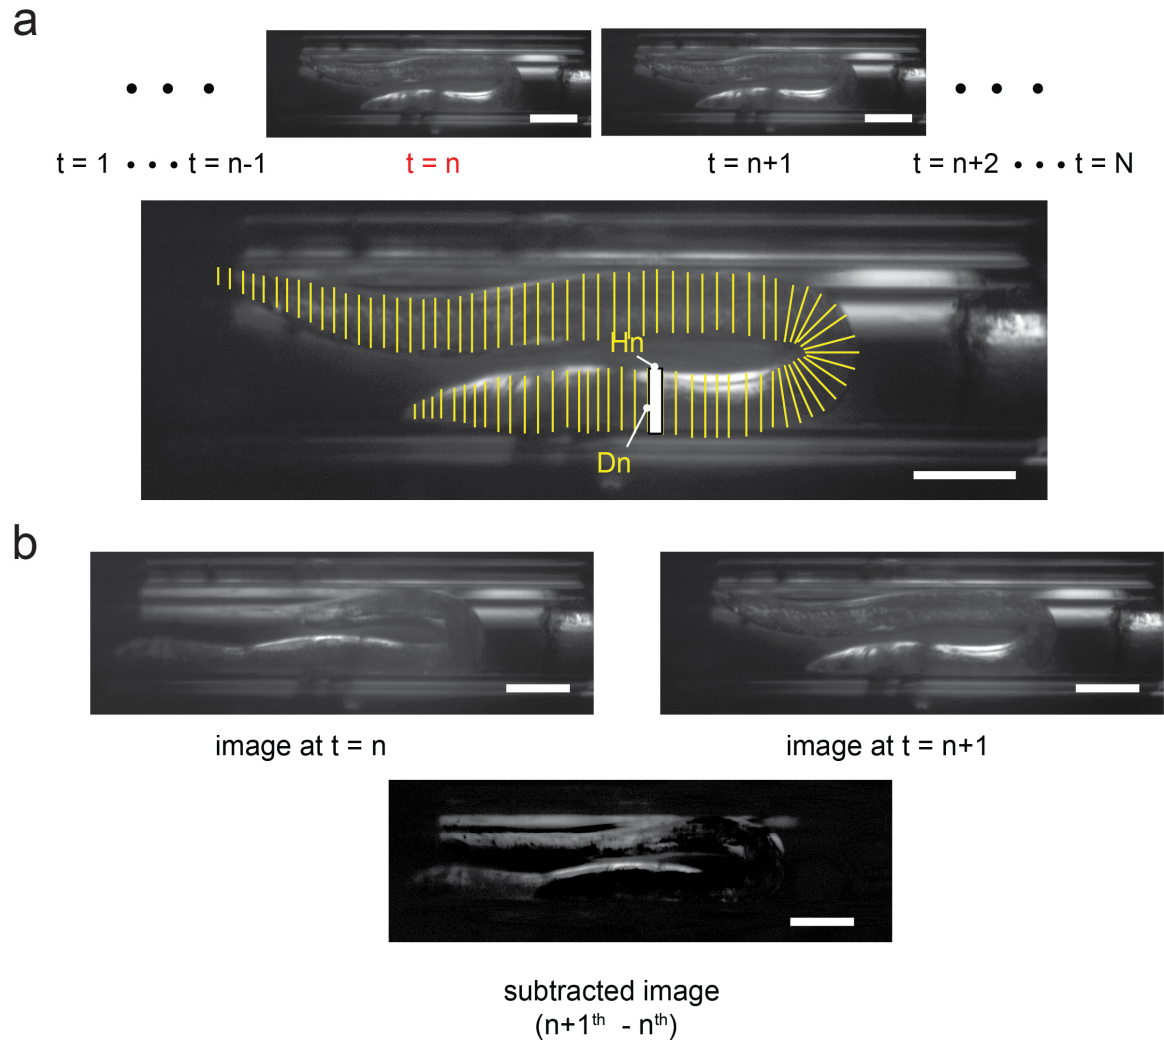 a
t = 1 • • • t = n-1 t = n t = n+1 t = n+2 • • • t = N
Hn
Dn
b
image at t = n image at t = n+1
subtracted image
(n+1th - nth)